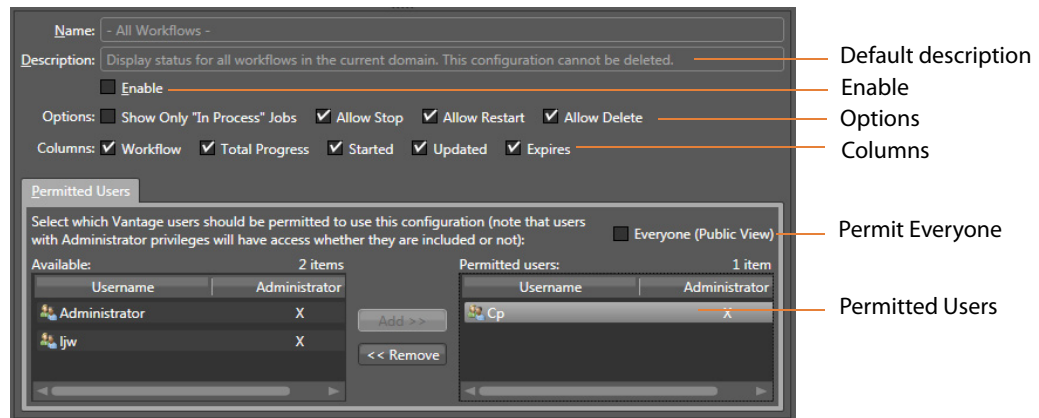 Name: - All Workflows -
Description: Display status for all workflows in the current domain. This configuration cannot be deleted.
Default description
Enable
Enable
Options: Show Only "In Process" Jobs Allow Stop Allow Restart Allow Delete
Options
Columns: Workflow Total Progress Started Updated Expires
Columns
Permitted Users
Select which Vantage users should be permitted to use this configuration (note that users
with Administrator privileges will have access whether they are included or not):
Everyone (Public View)
Permit Everyone
Available: 2 items
Permitted users: 1 item
Username Administrator
Username Administrator
Administrator X
Cp X
Permitted Users
Add >>
ljw X
<< Remove